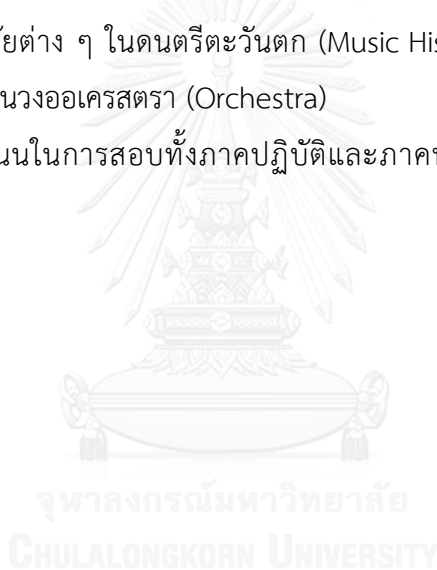 ัยต่าง ๆ ในดนตรีตะวันตก (Music His
นวงออเครสตรา (Orchestra)
นนในการสอบทั้งภาคปฏิบัติและภาคท
จุฬาลงกรณ์มหาวิทยาลัย
CHULALONGKORN UNIVERSITY